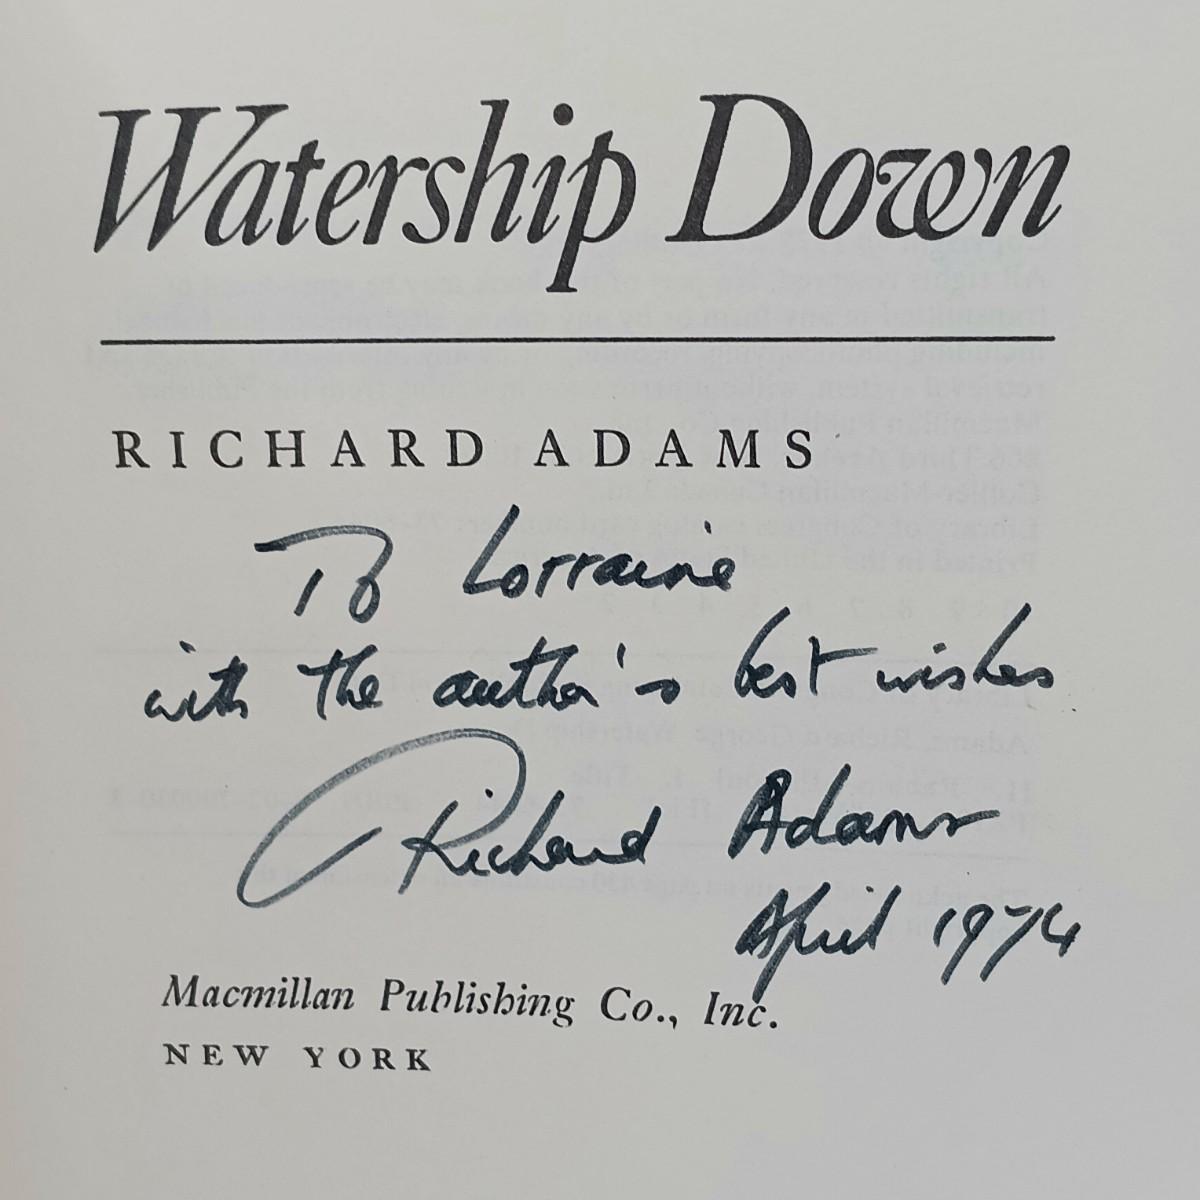 Watership Down
RICHARD ADAMS
To Lorraine
with the author's best wishes
Richard Adams
April 1974
Macmillan Publishing Co., Inc.
NEW YORK